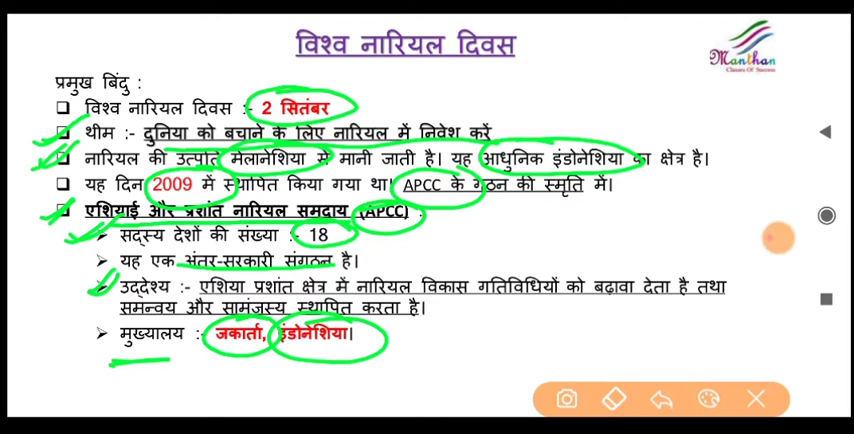 विश्व नारियल दिवस
Manthan
Classes Of Success
प्रमुख बिंदु :
विश्व नारियल दिवस :- 2 सितंबर
थीम :- दुनिया को बचाने के लिए नारियल में निवेश करें
नारियल की उत्पति मेलानेशिया में मानी जाती है। यह आधुनिक इंडोनेशिया का क्षेत्र है।
यह दिन 2009 में स्थापित किया गया था। APCC के गठन की स्मृति में।
एशियाई और प्रशांत नारियल समदाय (APCC) :
सदस्य देशों की संख्या :- 18
यह एक अंतर-सरकारी संगठन है।
उद्देश्य :- एशिया प्रशांत क्षेत्र में नारियल विकास गतिविधियों को बढ़ावा देता है तथा
समन्वय और सामंजस्य स्थापित करता है।
मुख्यालय :- जकार्ता, इंडोनेशिया।